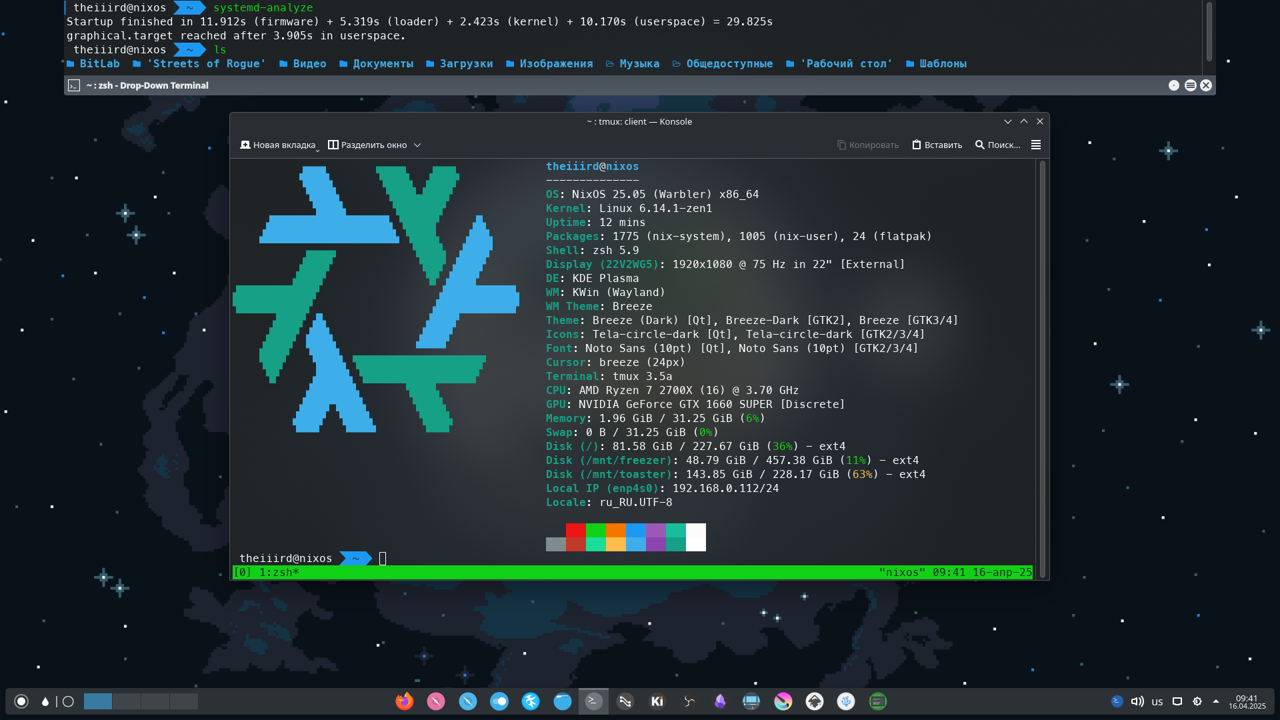 theiiird@nixos ~ systemd-analyze
Startup finished in 11.912s (firmware) + 5.319s (loader) + 2.423s (kernel) + 10.170s (userspace) = 29.825s
graphical.target reached after 3.905s in userspace.
theiiird@nixos ~ ls
BitLab 'Streets of Rogue' Видео Документы Загрузки Изображения Музыка Общедоступные 'Рабочий стол' Шаблоны
~ : zsh - Drop-Down Terminal
~ : tmux: client — Konsole
Новая вкладка Разделить окно Копировать Вставить Поиск...
theiiird@nixos
--------------
OS: NixOS 25.05 (Warbler) x86_64
Kernel: Linux 6.14.1-zen1
Uptime: 12 mins
Packages: 1775 (nix-system), 1005 (nix-user), 24 (flatpak)
Shell: zsh 5.9
Display (22V2WG5): 1920x1080 @ 75 Hz in 22" [External]
DE: KDE Plasma
WM: KWin (Wayland)
WM Theme: Breeze
Theme: Breeze (Dark) [Qt], Breeze-Dark [GTK2], Breeze [GTK3/4]
Icons: Tela-circle-dark [Qt], Tela-circle-dark [GTK2/3/4]
Font: Noto Sans (10pt) [Qt], Noto Sans (10pt) [GTK2/3/4]
Cursor: breeze (24px)
Terminal: tmux 3.5a
CPU: AMD Ryzen 7 2700X (16) @ 3.70 GHz
GPU: NVIDIA GeForce GTX 1660 SUPER [Discrete]
Memory: 1.96 GiB / 31.25 GiB (6%)
Swap: 0 B / 31.25 GiB (0%)
Disk (/): 81.58 GiB / 227.67 GiB (36%) - ext4
Disk (/mnt/freezer): 48.79 GiB / 457.38 GiB (11%) - ext4
Disk (/mnt/toaster): 143.85 GiB / 228.17 GiB (63%) - ext4
Local IP (enp4s0): 192.168.0.112/24
Locale: ru_RU.UTF-8
theiiird@nixos ~
[0] 1:zsh* "nixos" 09:41 16-апр-25
Ki us 09:41
16.04.2025